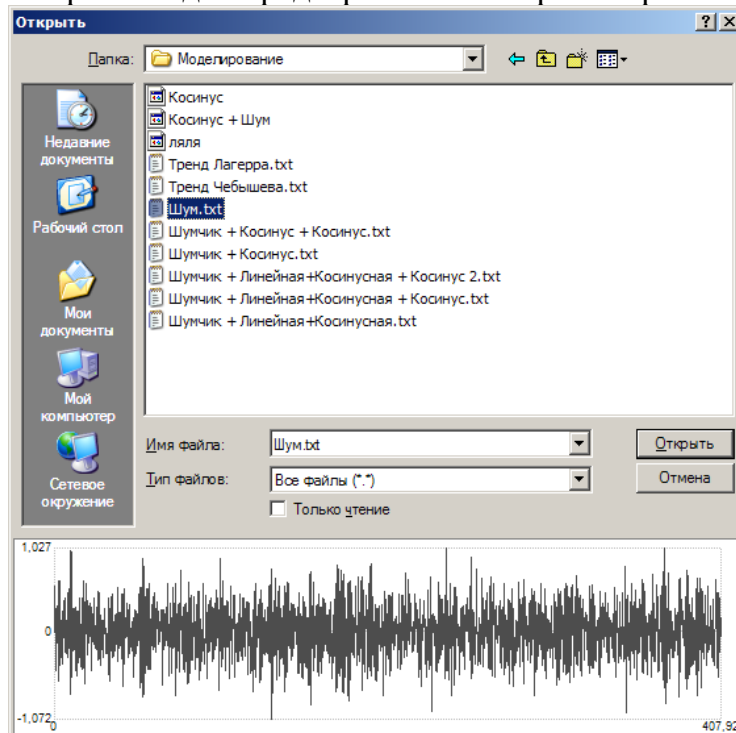 Открыть
Папка: Моделирование
Недавние документы
Рабочий стол
Мои документы
Мой компьютер
Сетевое окружение
Косинус
Косинус + Шум
ляля
Тренд Лагерра.txt
Тренд Чебышева.txt
Шум.txt
Шумчик + Косинус + Косинус.txt
Шумчик + Косинус.txt
Шумчик + Линейная+Косинусная + Косинус 2.txt
Шумчик + Линейная+Косинусная + Косинус.txt
Шумчик + Линейная+Косинусная.txt
Имя файла: Шум.txt Открыть
Тип файлов: Все файлы (*.*) Отмена
Только чтение
1,027
0
-1,072
0 407,92